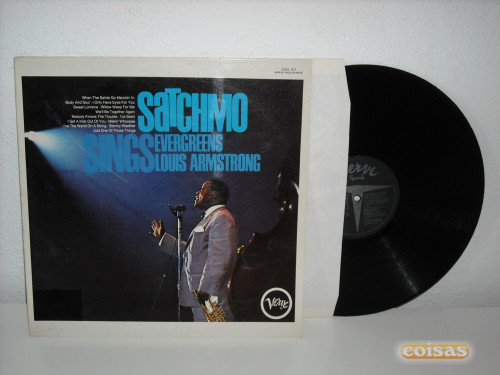 When The Saints Go Marchin' In
Body And Soul · I Only Have Eyes For You
Sweet Lorraine · Willow Weep For Me
We'll Be Together Again
Nobody Knows The Trouble I've Seen
I Get A Kick Out Of You · Makin' Whoopee
I've The World On A String · Stormy Weather
Just One Of Those Things
SATCHMO
SINGS EVERGREENS
LOUIS ARMSTRONG
Verve
Verve
coisas